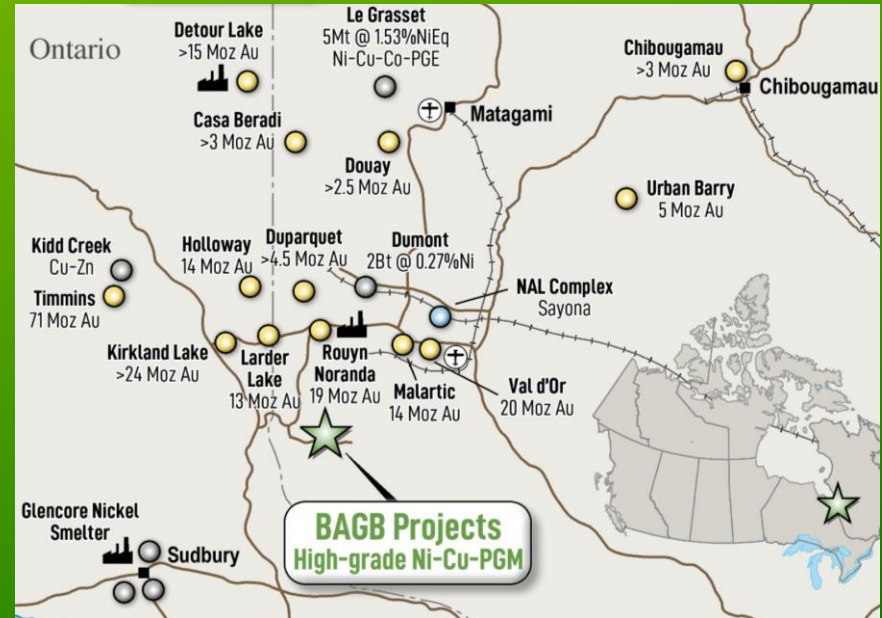 Ontario
Detour Lake
>15 Moz Au
Le Grasset
5Mt @ 1.53%NiEq
Ni-Cu-Co-PGE
Chibougamau
>3 Moz Au
Chibougamau
Matagami
Casa Beradi
>3 Moz Au
Douay
>2.5 Moz Au
Urban Barry
5 Moz Au
Kidd Creek
Cu-Zn
Timmins
71 Moz Au
Holloway
14 Moz Au
Duparquet
>4.5 Moz Au
Dumont
2Bt @ 0.27%Ni
NAL Complex
Sayona
Kirkland Lake
>24 Moz Au
Larder
Lake
13 Moz Au
Rouyn
Noranda
19 Moz Au
Malartic
14 Moz Au
Val d'Or
20 Moz Au
BAGB Projects
High-grade Ni-Cu-PGM
Glencore Nickel
Smelter
Sudbury